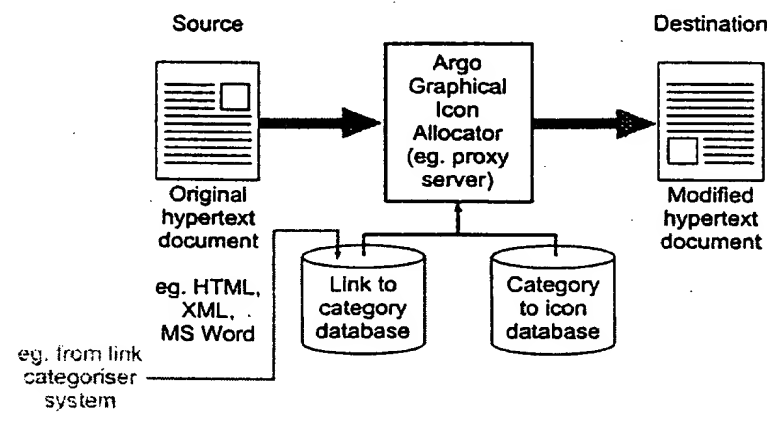 Source
Destination
Argo
Graphical
Icon
Allocator
(eg. proxy
server)
Original
hypertext
document
Modified
hypertext
document
eg. HTML,
XML,
MS Word
Link to
category
database
Category
to icon
database
eg. from link
categoriser
system